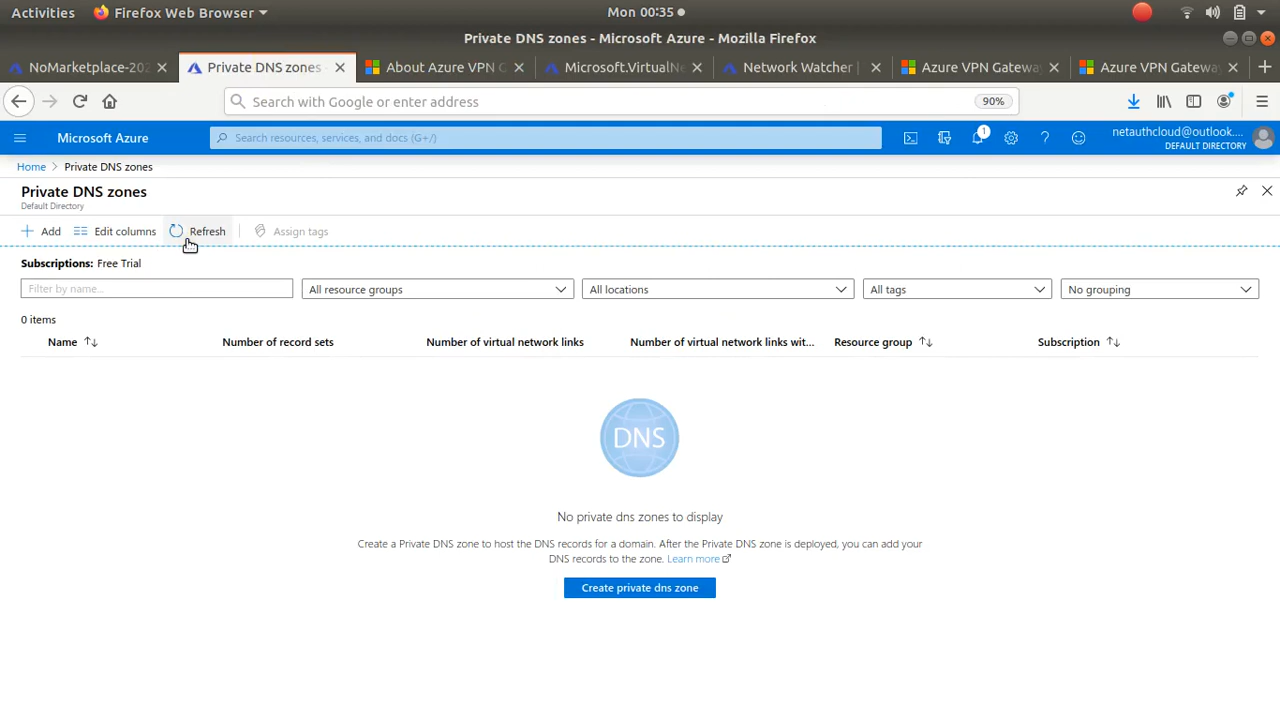 Activities Firefox Web Browser Mon 00:35
Private DNS zones - Microsoft Azure - Mozilla Firefox
NoMarketplace-202 Private DNS zones - About Azure VPN G Microsoft.VirtualNe Network Watcher | Azure VPN Gateway Azure VPN Gateway
Search with Google or enter address 90%
Microsoft Azure Search resources, services, and docs (G+/) 1 netauthcloud@outlook....
DEFAULT DIRECTORY
Home > Private DNS zones
Private DNS zones
Default Directory
Add Edit columns Refresh Assign tags
Subscriptions: Free Trial
Filter by name... All resource groups All locations All tags No grouping
0 items
Name Number of record sets Number of virtual network links Number of virtual network links wit... Resource group Subscription
DNS
No private dns zones to display
Create a Private DNS zone to host the DNS records for a domain. After the Private DNS zone is deployed, you can add your
DNS records to the zone. Learn more
Create private dns zone